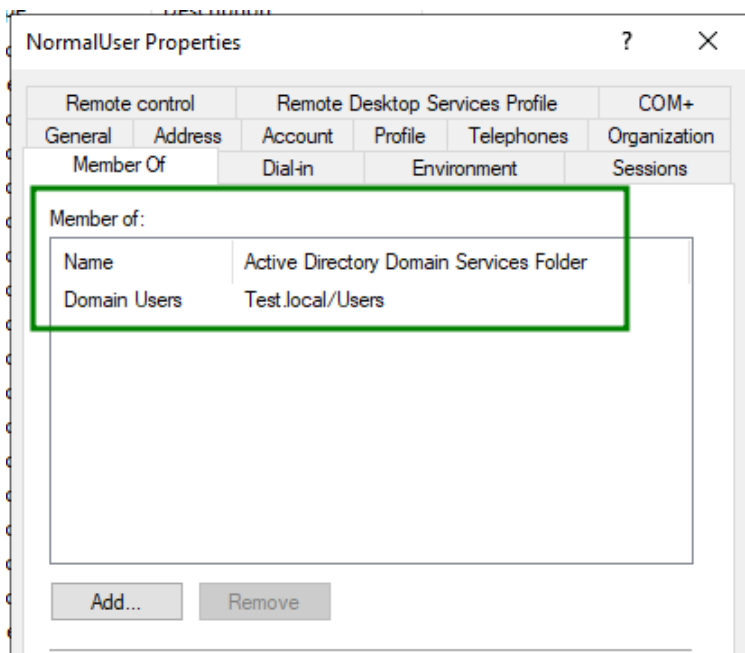 Description
NormalUser Properties ? ×
Remote control Remote Desktop Services Profile COM+
General Address Account Profile Telephones Organization
Member Of Dial-in Environment Sessions
Member of:
Name Active Directory Domain Services Folder
Domain Users Test.local/Users
Add... Remove